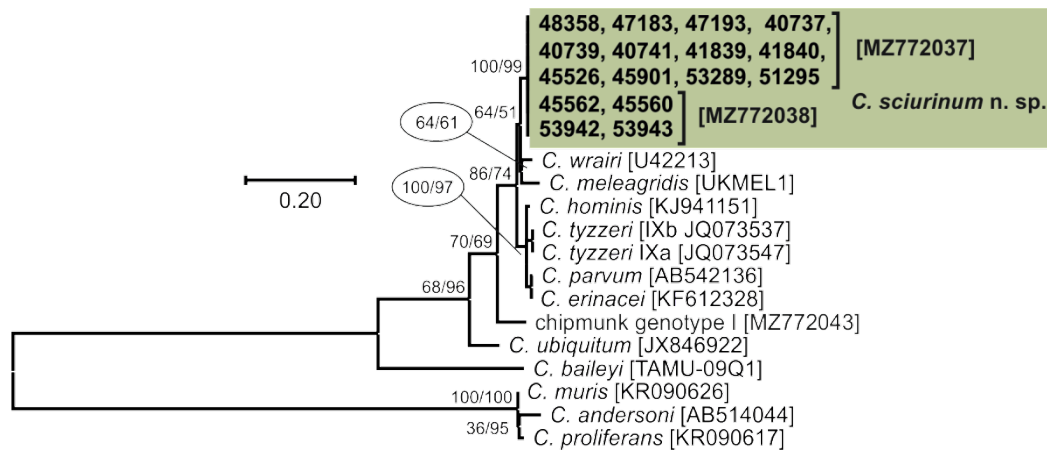 48358, 47183, 47193, 40737,
40739, 40741, 41839, 41840,
45526, 45901, 53289, 51295
[MZ772037]
C. sciurinum n. sp.
45562, 45560
53942, 53943
[MZ772038]
100/99
64/51
64/61
C. wrairi [U42213]
86/74
C. meleagridis [UKMEL1]
0.20
100/97
C. hominis [KJ941151]
C. tyzzeri [IXb JQ073537]
70/69
C. tyzzeri IXa [JQ073547]
C. parvum [AB542136]
68/96
C. erinacei [KF612328]
chipmunk genotype I [MZ772043]
C. ubiquitum [JX846922]
C. baileyi [TAMU-09Q1]
100/100
C. muris [KR090626]
C. andersoni [AB514044]
36/95
C. proliferans [KR090617]